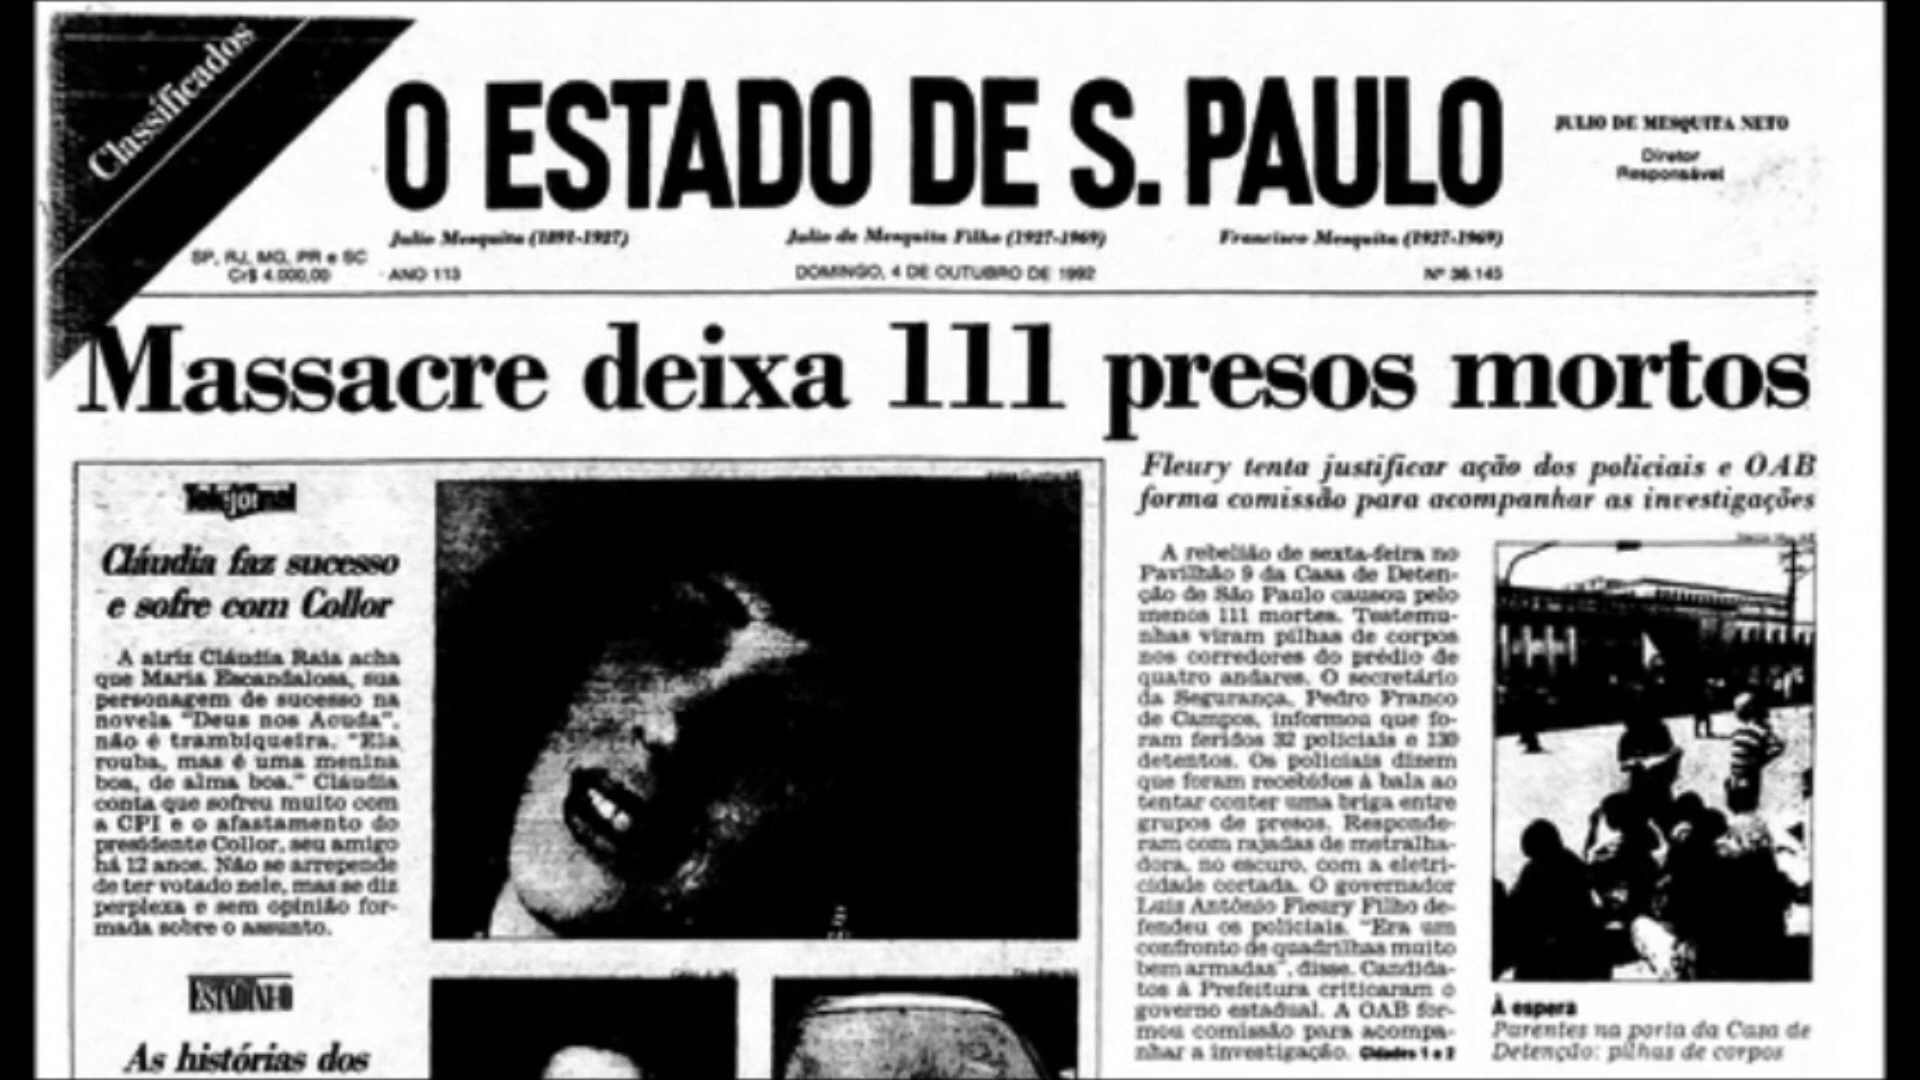 Classificados
O ESTADO DE S. PAULO
JULIO DE MESQUITA NETO
Diretor
Responsável
Julio Mesquita (1891-1927)
Julio de Mesquita Filho (1927-1969)
Francisco Mesquita (1927-1969)
SP, RJ, MG, PR e SC
Cr$ 4.000,00
ANO 113
DOMINGO, 4 DE OUTUBRO DE 1992
Nº 36.145
Massacre deixa 111 presos mortos
Telejornal
Cláudia faz sucesso
e sofre com Collor
A atriz Cláudia Raia acha
que Maria Escandalosa, sua
personagem de sucesso na
novela "Deus nos Acuda",
não é trambiqueira. "Ela
rouba, mas é uma menina
boa, de alma boa." Cláudia
conta que sofreu muito com
a CPI e o afastamento do
presidente Collor, seu amigo
há 12 anos. Não se arrepende
de ter votado nele, mas se diz
perplexa e sem opinião for-
mada sobre o assunto.
ESTADINHO
As histórias dos
Fleury tenta justificar ação dos policiais e OAB
forma comissão para acompanhar as investigações
A rebelião de sexta-feira no
Pavilhão 9 da Casa de Deten-
ção de São Paulo causou pelo
menos 111 mortes. Testemu-
nhas viram pilhas de corpos
nos corredores do prédio de
quatro andares. O secretário
da Segurança, Pedro Franco
de Campos, informou que fo-
ram feridos 32 policiais e 130
detentos. Os policiais dizem
que foram recebidos à bala ao
tentar conter uma briga entre
grupos de presos. Responde-
ram com rajadas de metralha-
dora, no escuro, com a eletri-
cidade cortada. O governador
Luiz Antônio Fleury Filho de-
fendeu os policiais. "Era um
confronto de quadrilhas muito
bem armadas", disse. Candida-
tos à Prefeitura criticaram o
governo estadual. A OAB for-
mou comissão para acompa-
nhar a investigação. Cidades 1 e 2
À espera
Parentes na porta da Casa de
Detenção: pilhas de corpos